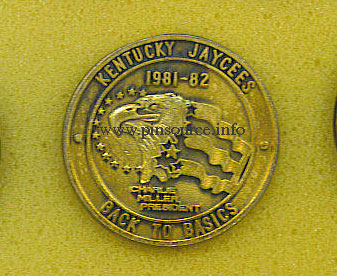 KENTUCKY JAYCEES
1981-82
www.pinsource.info
CHARLIE
MILLER
PRESIDENT
BACK TO BASICS